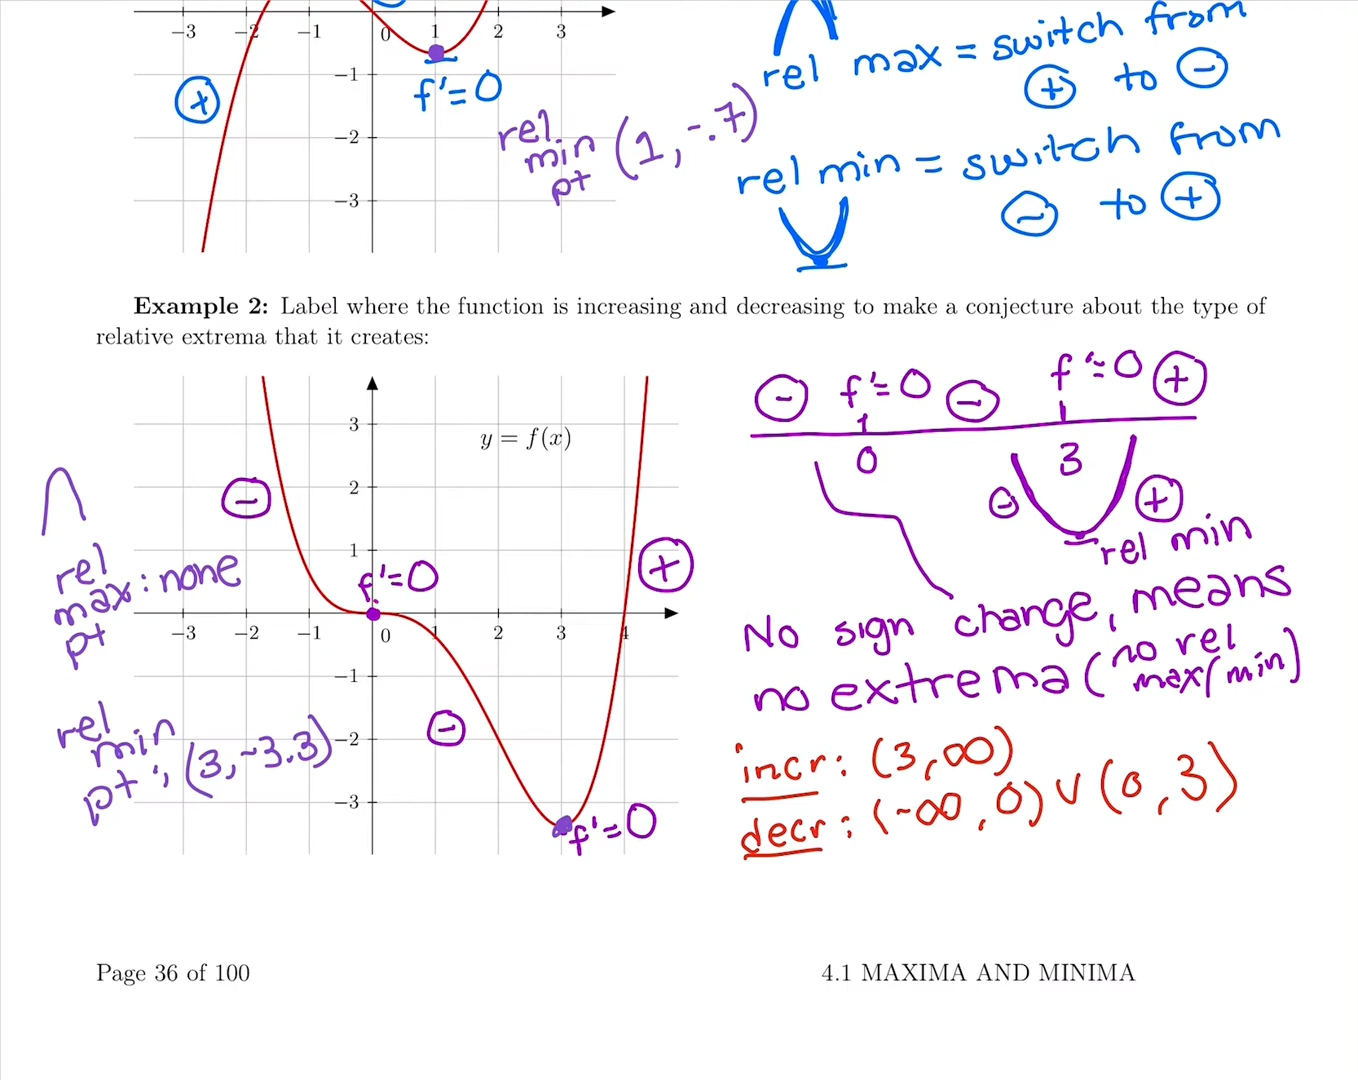 −3 −2 −1 0 1 2 3
−1
−2
−3
+
f'=0
rel
min
pt
(1, -.7)
rel max = switch from
+ to -
rel min = switch from
- to +
Example 2: Label where the function is increasing and decreasing to make a conjecture about the type of
relative extrema that it creates:
3
2
1
−3 −2 −1 0 1 2 3 4
−1
−2
−3
y = f(x)
-
f'=0
+
-
f'=0
rel
max: none
pt
rel
min
pt: (3, -3.3)
- f'=0 - f'=0 +
0 3
- +
rel min
No sign change, means
no extrema (no rel
max/min)
incr: (3, ∞)
decr: (-∞, 0) ∪ (0, 3)
Page 36 of 100
4.1 MAXIMA AND MINIMA